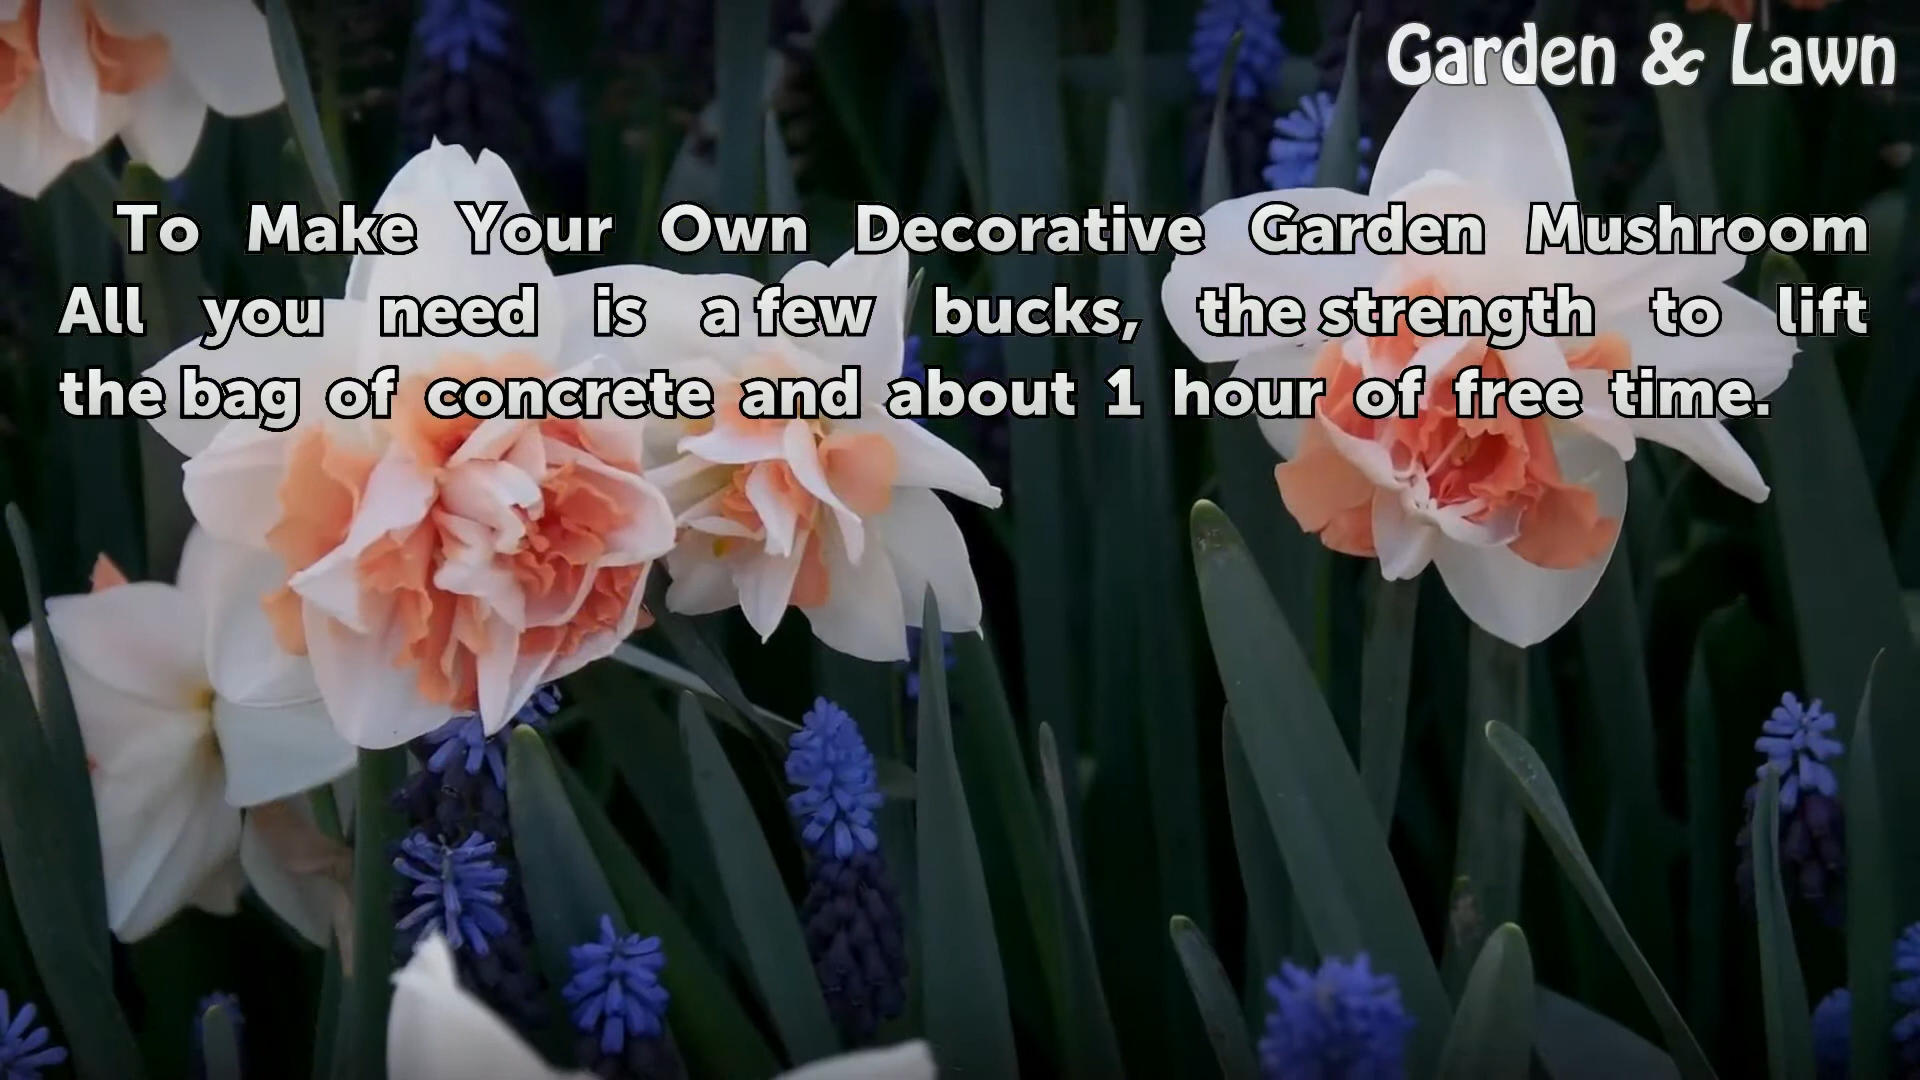 Garden & Lawn
To Make Your Own Decorative Garden Mushroom
All you need is a few bucks, the strength to lift
the bag of concrete and about 1 hour of free time.